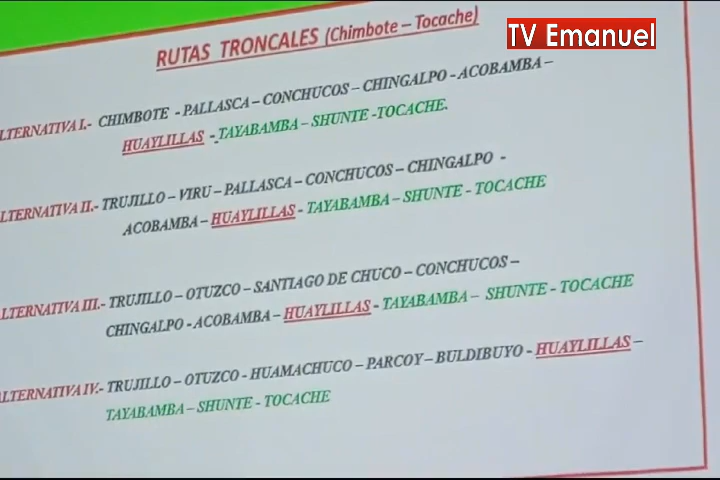 RUTAS TRONCALES (Chimbote – Tocache)
TV Emanuel
LTERNATIVA I.- CHIMBOTE - PALLASCA – CONCHUCOS – CHINGALPO - ACOBAMBA –
HUAYLILLAS - TAYABAMBA – SHUNTE - TOCACHE.
LTERNATIVA II.- TRUJILLO – VIRU – PALLASCA – CONCHUCOS – CHINGALPO -
ACOBAMBA – HUAYLILLAS - TAYABAMBA – SHUNTE - TOCACHE
ALTERNATIVA III.- TRUJILLO – OTUZCO – SANTIAGO DE CHUCO – CONCHUCOS –
CHINGALPO - ACOBAMBA – HUAYLILLAS - TAYABAMBA – SHUNTE - TOCACHE
ALTERNATIVA IV.- TRUJILLO – OTUZCO - HUAMACHUCO – PARCOY – BULDIBUYO - HUAYLILLAS –
TAYABAMBA – SHUNTE - TOCACHE